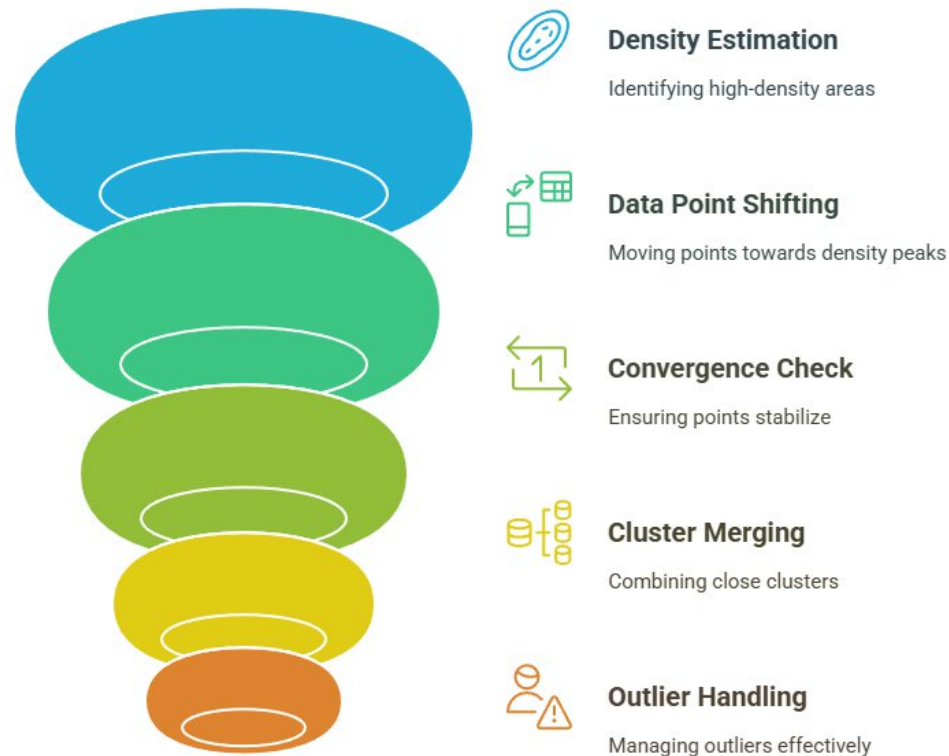 Density Estimation
Identifying high-density areas
Data Point Shifting
Moving points towards density peaks
1
Convergence Check
Ensuring points stabilize
Cluster Merging
Combining close clusters
Outlier Handling
Managing outliers effectively